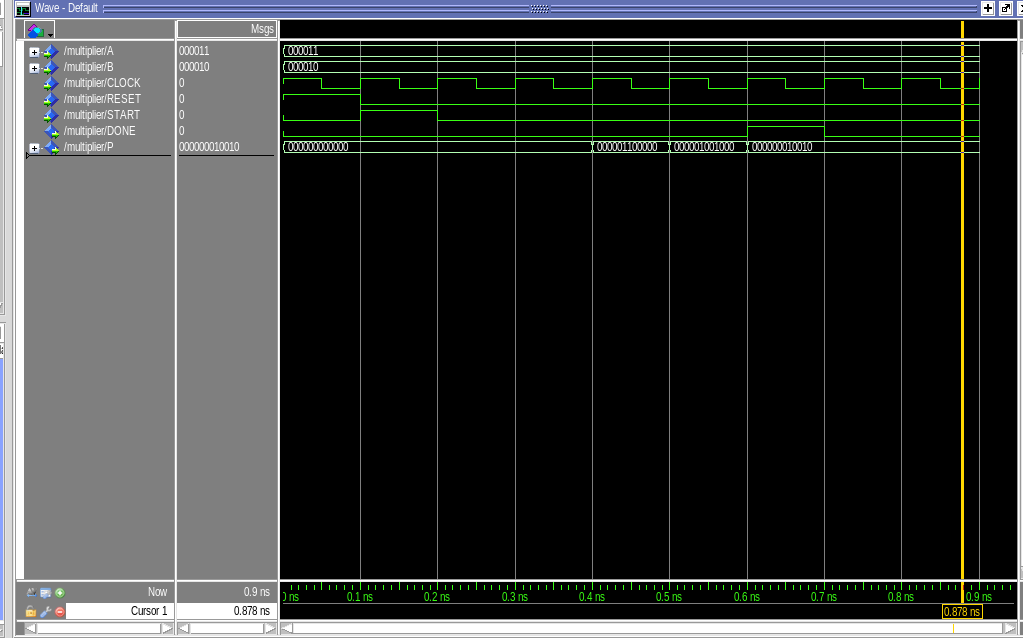 Wave - Default
Msgs
/multiplier/A 000011 000011
/multiplier/B 000010 000010
/multiplier/CLOCK 0
/multiplier/RESET 0
/multiplier/START 0
/multiplier/DONE 0
/multiplier/P 000000010010 000000000000 000001100000 000001001000 000000010010
Now 0.9 ns ns 0.1 ns 0.2 ns 0.3 ns 0.4 ns 0.5 ns 0.6 ns 0.7 ns 0.8 ns 0.9 ns
Cursor 1 0.878 ns 0.878 ns